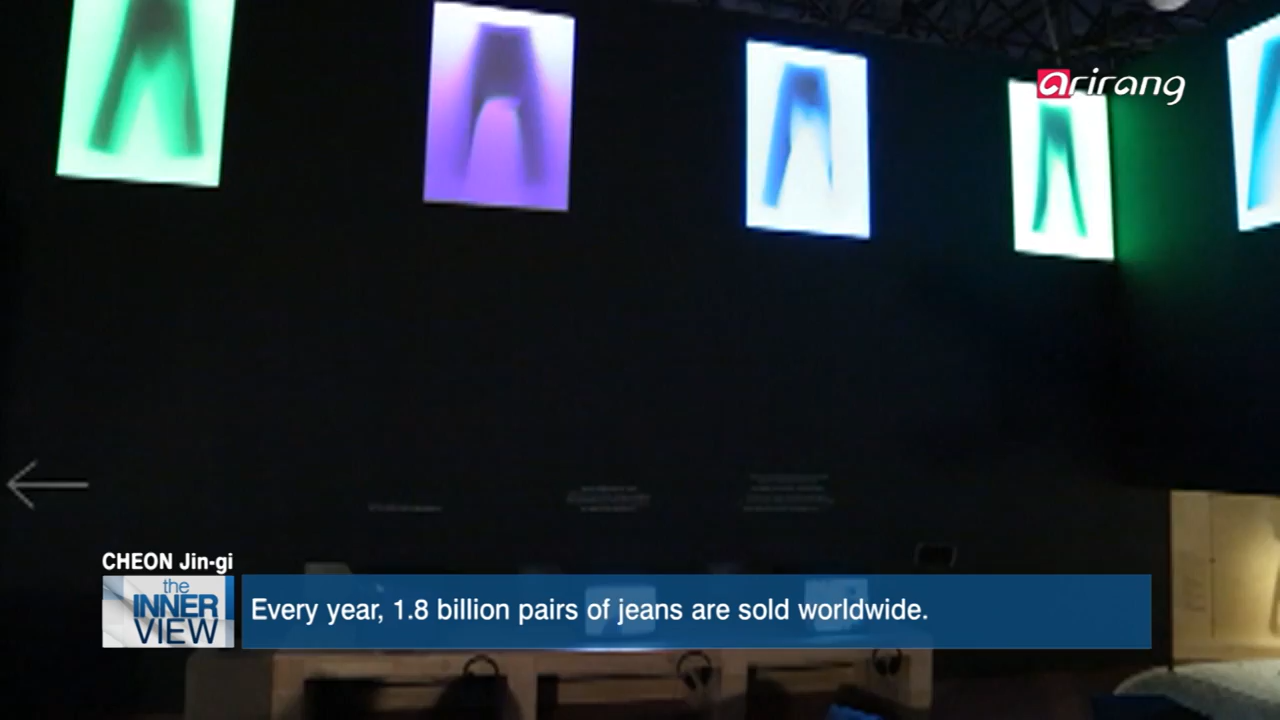 arirang
CHEON Jin-gi
the
INNER
VIEW
Every year, 1.8 billion pairs of jeans are sold worldwide.